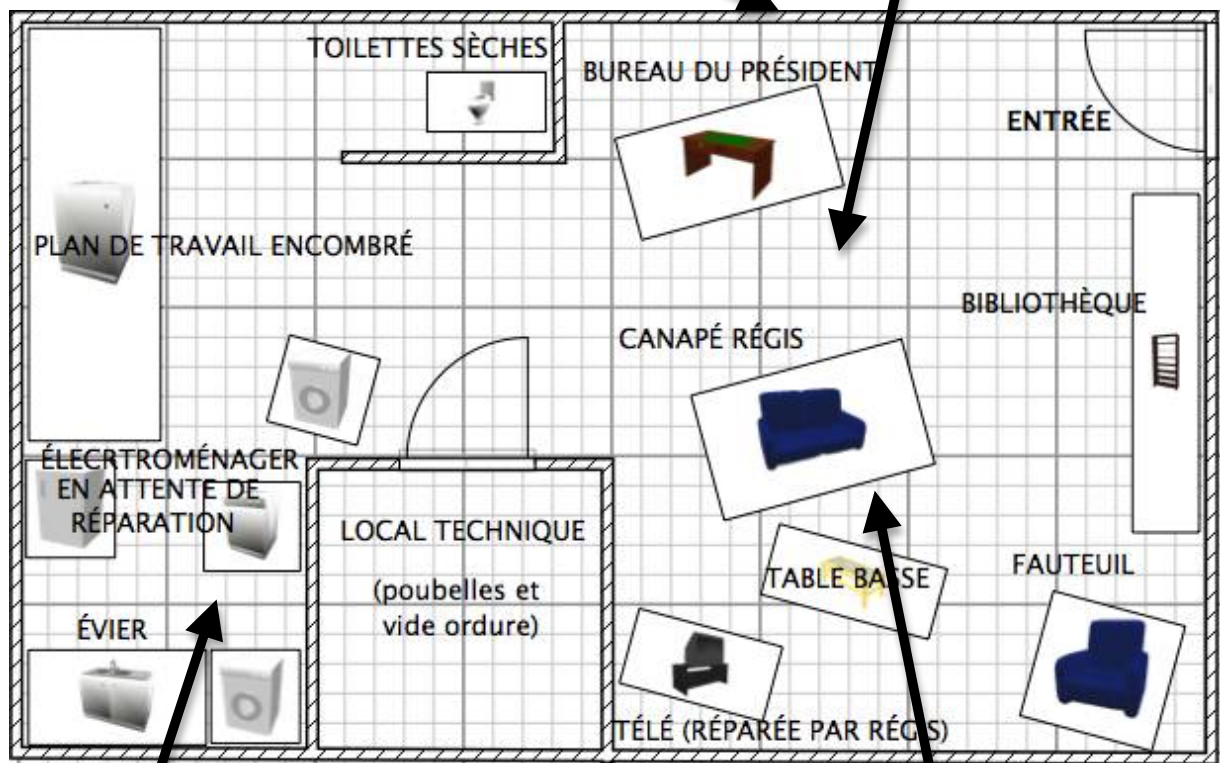 TOILETTES SÈCHES
BUREAU DU PRÉSIDENT
ENTRÉE
PLAN DE TRAVAIL ENCOMBRÉ
BIBLIOTHÈQUE
CANAPÉ RÉGIS
ÉLECRTROMÉNAGER
EN ATTENTE DE
RÉPARATION
LOCAL TECHNIQUE
(poubelles et
vide ordure)
TABLE BASSE
FAUTEUIL
ÉVIER
TÉLÉ (RÉPARÉE PAR RÉGIS)